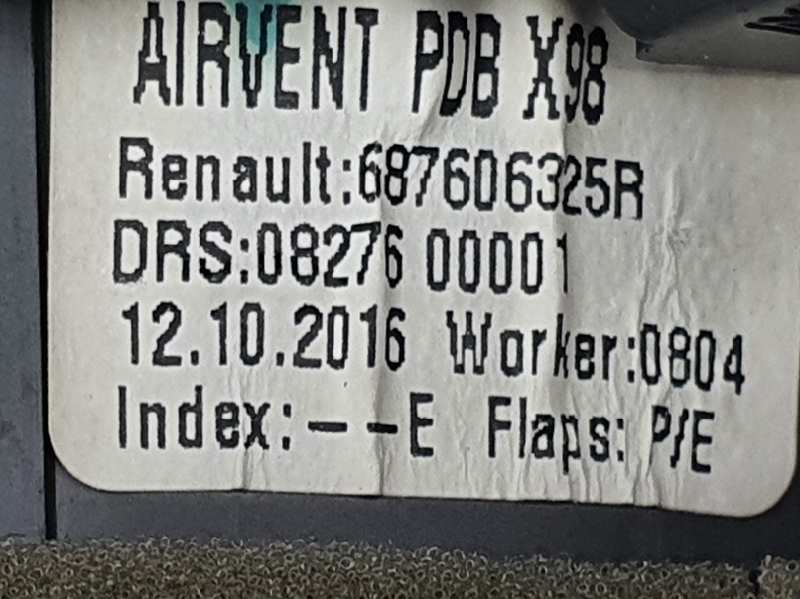 AIRVENT PDB X98
Renault:687606325R
DRS:08276 00001
12.10.2016 Worker:0804
Index:--E Flaps: P/E